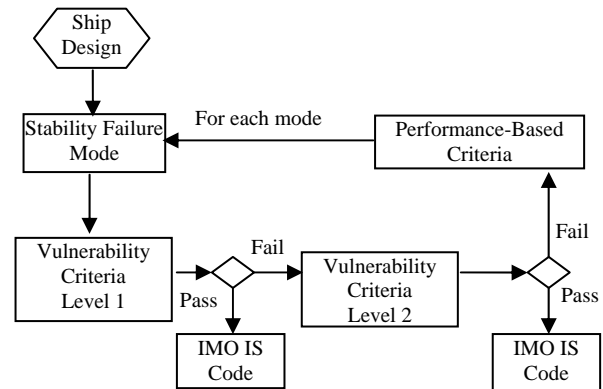 Ship
Design
Stability Failure
Mode
For each mode
Performance-Based
Criteria
Vulnerability
Criteria
Level 1
Fail
Pass
Vulnerability
Criteria
Level 2
Fail
Pass
IMO IS
Code
IMO IS
Code